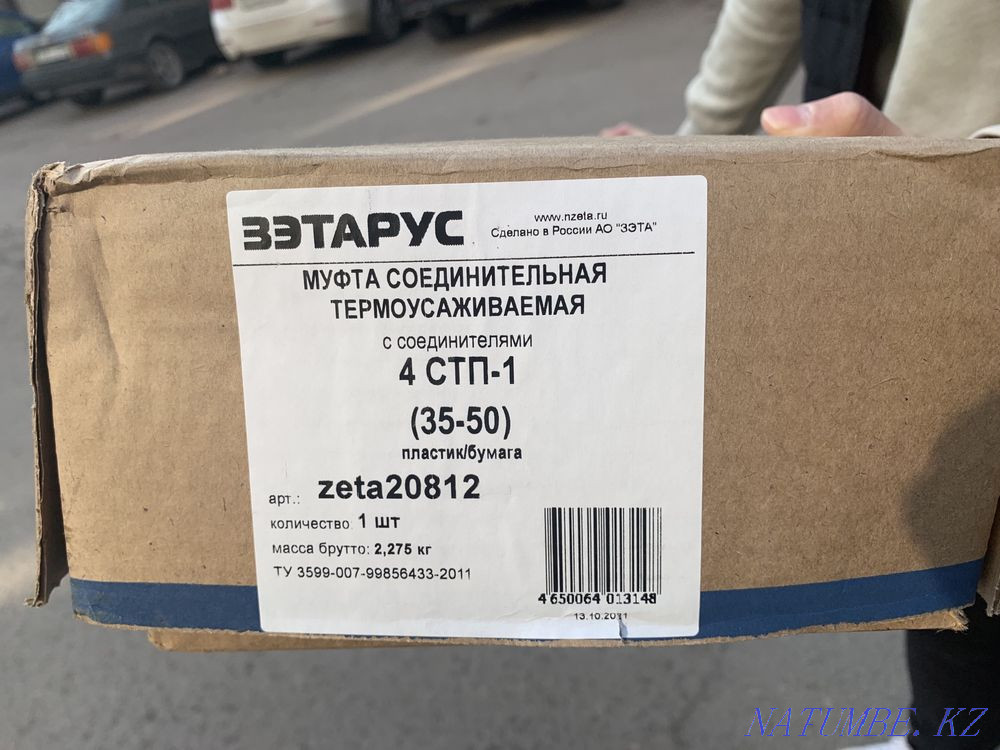 ЗЭТАРУС
www.nzeta.ru
Сделано в России АО "ЗЭТА"
МУФТА СОЕДИНИТЕЛЬНАЯ
ТЕРМОУСАЖИВАЕМАЯ
с соединителями
4 СТП-1
(35-50)
пластик/бумага
арт.: zeta20812
количество: 1 шт
масса брутто: 2,275 кг
ТУ 3599-007-99856433-2011
4 650064 013148
13.10.2021
NATUMBE.KZ